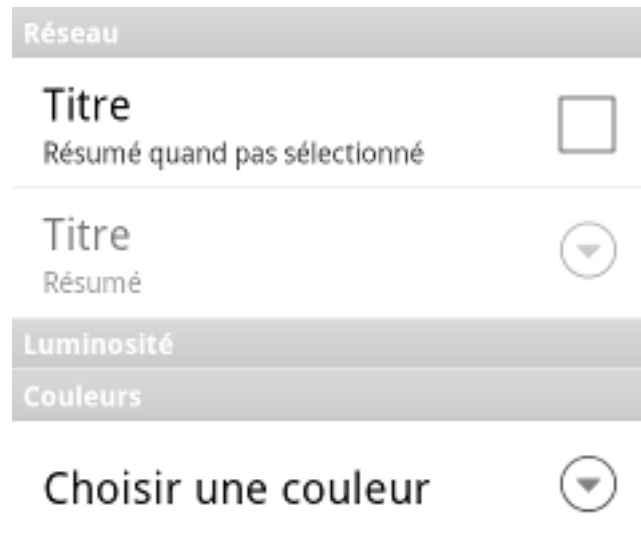 Réseau
Titre
Résumé quand pas sélectionné
Titre
Résumé
Luminosité
Couleurs
Choisir une couleur